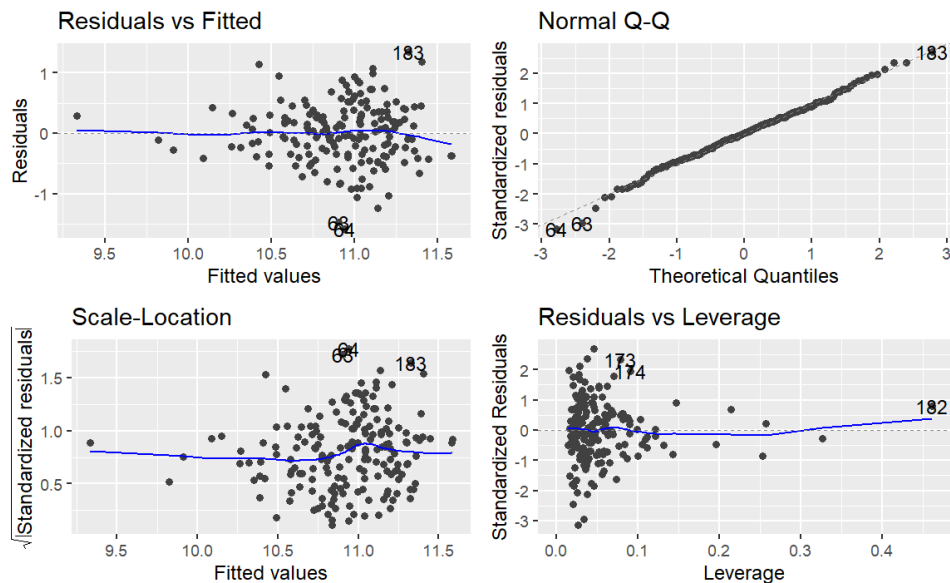 Residuals vs Fitted
Residuals
1
0
-1
183
63
64
9.5 10.0 10.5 11.0 11.5
Fitted values
Normal Q-Q
Standardized residuals
2
1
0
-1
-2
-3
183
64 63
-3 -2 -1 0 1 2 3
Theoretical Quantiles
Scale-Location
√|Standardized residuals|
1.5
1.0
0.5
64
63
183
9.5 10.0 10.5 11.0 11.5
Fitted values
Residuals vs Leverage
Standardized Residuals
2
1
0
-1
-2
-3
173
174
182
0.0 0.1 0.2 0.3 0.4
Leverage